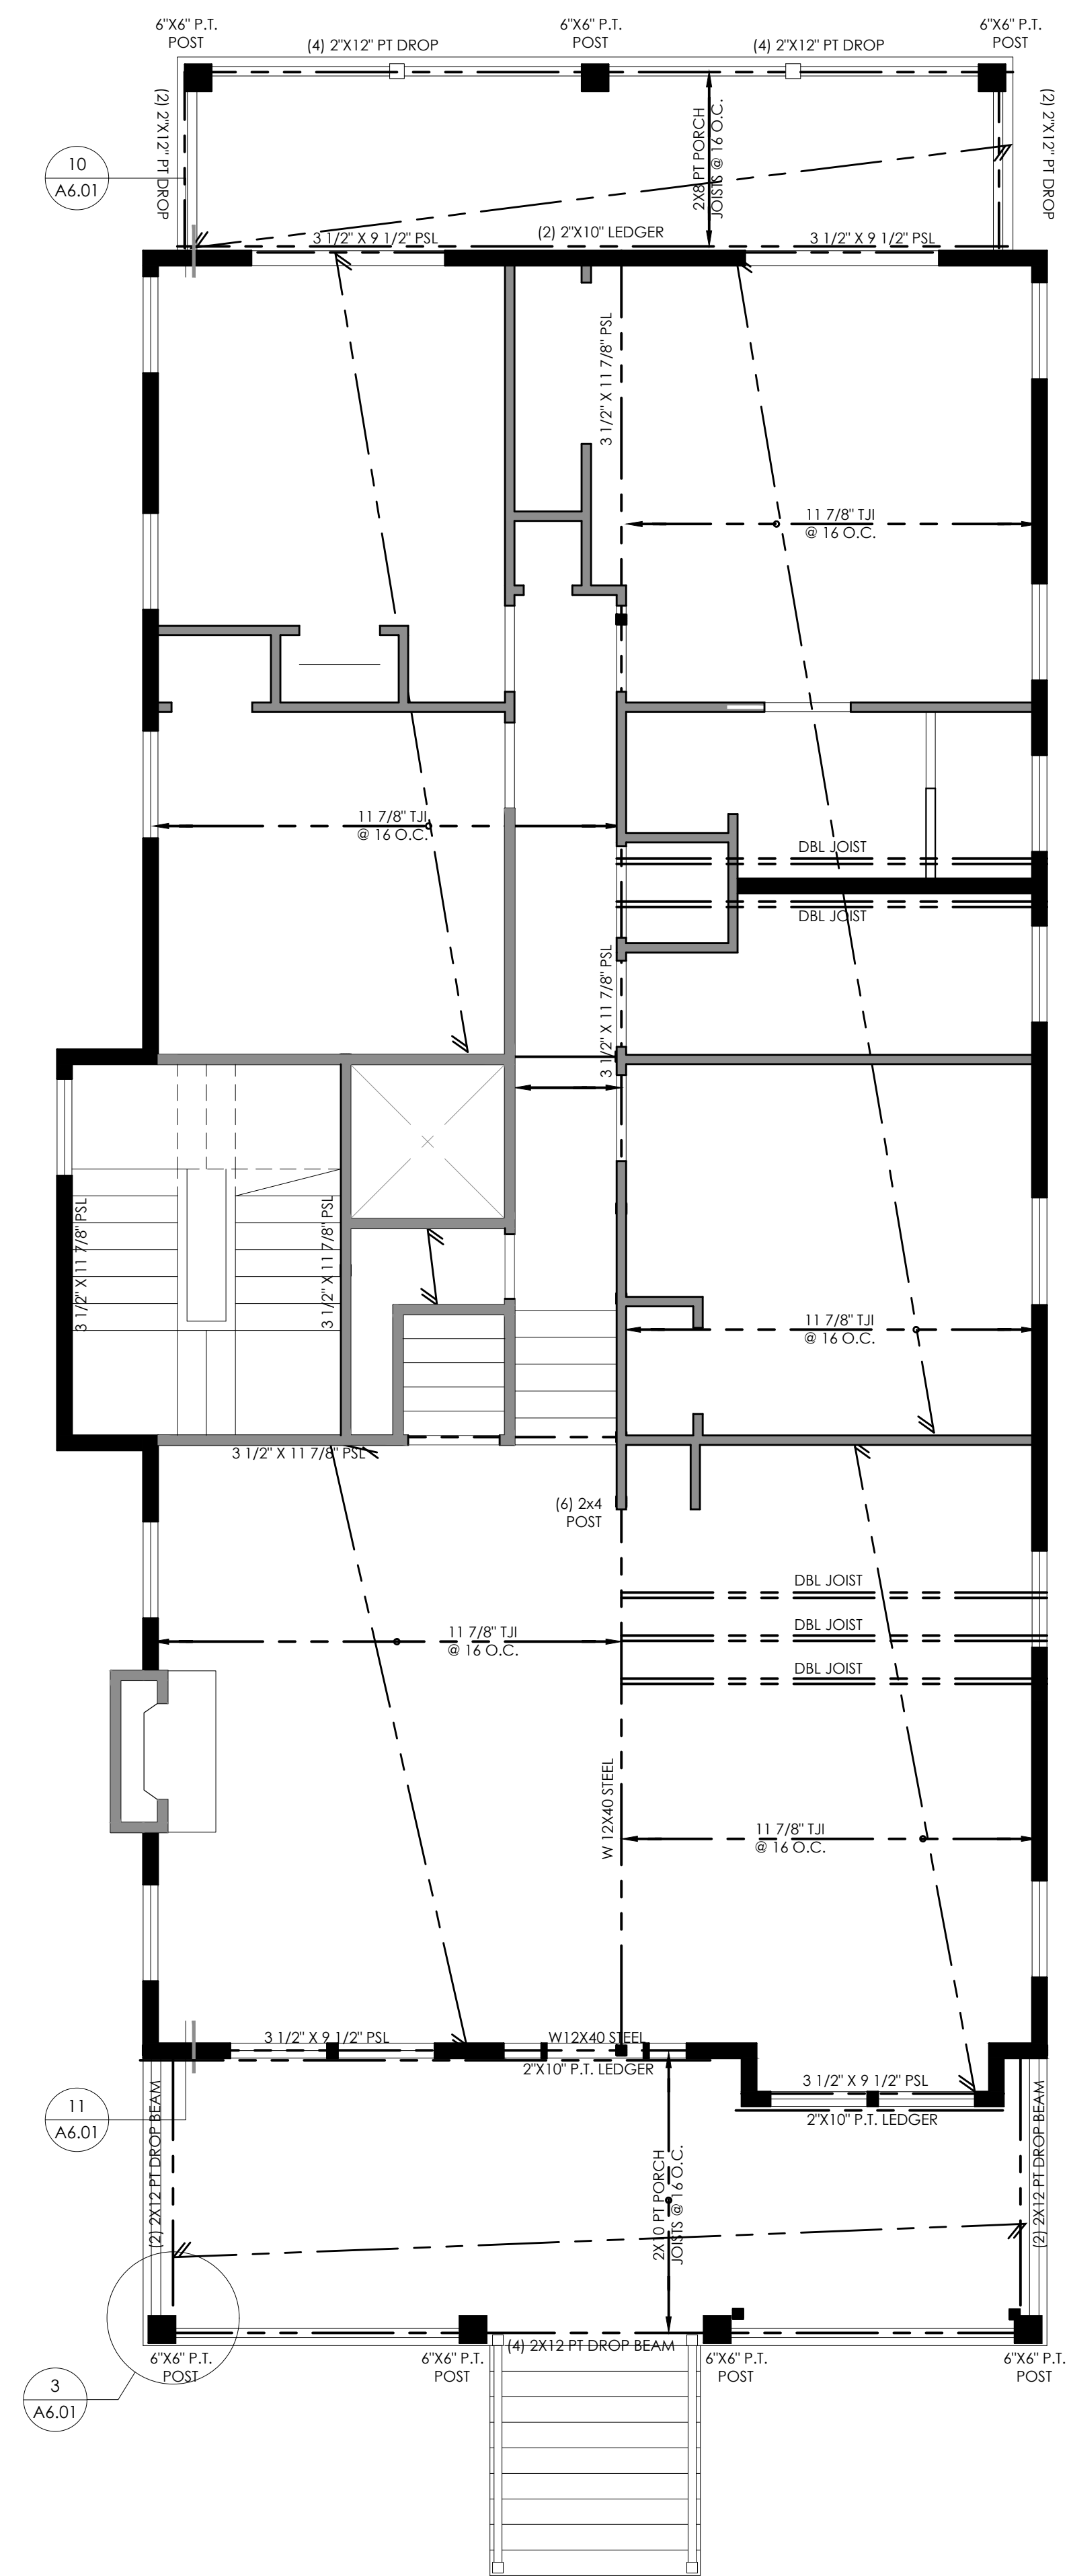 6"X6" P.T.
POST
(4) 2"X12" PT DROP
6"X6" P.T.
POST
(4) 2"X12" PT DROP
6"X6" P.T.
POST
(2) 2"X12" PT DROP
(2) 2"X12" PT DROP
10
A6.01
2X8 PT PORCH
JOISTS @ 16 O.C.
3 1/2" X 9 1/2" PSL
(2) 2"X10" LEDGER
3 1/2" X 9 1/2" PSL
3 1/2" X 11 7/8" PSL
11 7/8" TJI
@ 16 O.C.
11 7/8" TJI
@ 16 O.C.
DBL JOIST
DBL JOIST
3 1/2" X 11 7/8" PSL
3 1/2" X 11 7/8" PSL
3 1/2" X 11 7/8" PSL
11 7/8" TJI
@ 16 O.C.
3 1/2" X 11 7/8" PSL
(6) 2x4
POST
DBL JOIST
DBL JOIST
DBL JOIST
11 7/8" TJI
@ 16 O.C.
W 12X40 STEEL
11 7/8" TJI
@ 16 O.C.
3 1/2" X 9 1/2" PSL
W12X40 STEEL
2"X10" P.T. LEDGER
3 1/2" X 9 1/2" PSL
2"X10" P.T. LEDGER
11
A6.01
(2) 2X12 PT DROP BEAM
2X10 PT PORCH
JOISTS @ 16 O.C.
(2) 2X12 PT DROP BEAM
(4) 2X12 PT DROP BEAM
6"X6" P.T.
POST
6"X6" P.T.
POST
6"X6" P.T.
POST
6"X6" P.T.
POST
3
A6.01